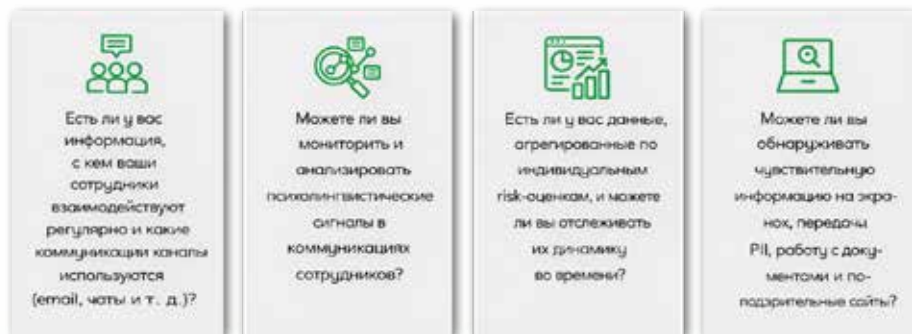 Есть ли у вас
информация,
с кем ваши
сотрудники
взаимодействуют
регулярно и какие
коммуникации каналы
используются
(email, чаты и т. д.)?
Можете ли вы
мониторить и
анализировать
психолингвистические
сигналы в
коммуникациях
сотрудников?
Есть ли у вас данные,
агрегированные по
индивидуальным
risk-оценкам, и можете
ли вы отслеживать
их динамику
во времени?
Можете ли вы
обнаруживать
чувствительную
информацию на экра-
нах, передачи
PII, работу с доку-
ментами и по-
подзрительные сайты?